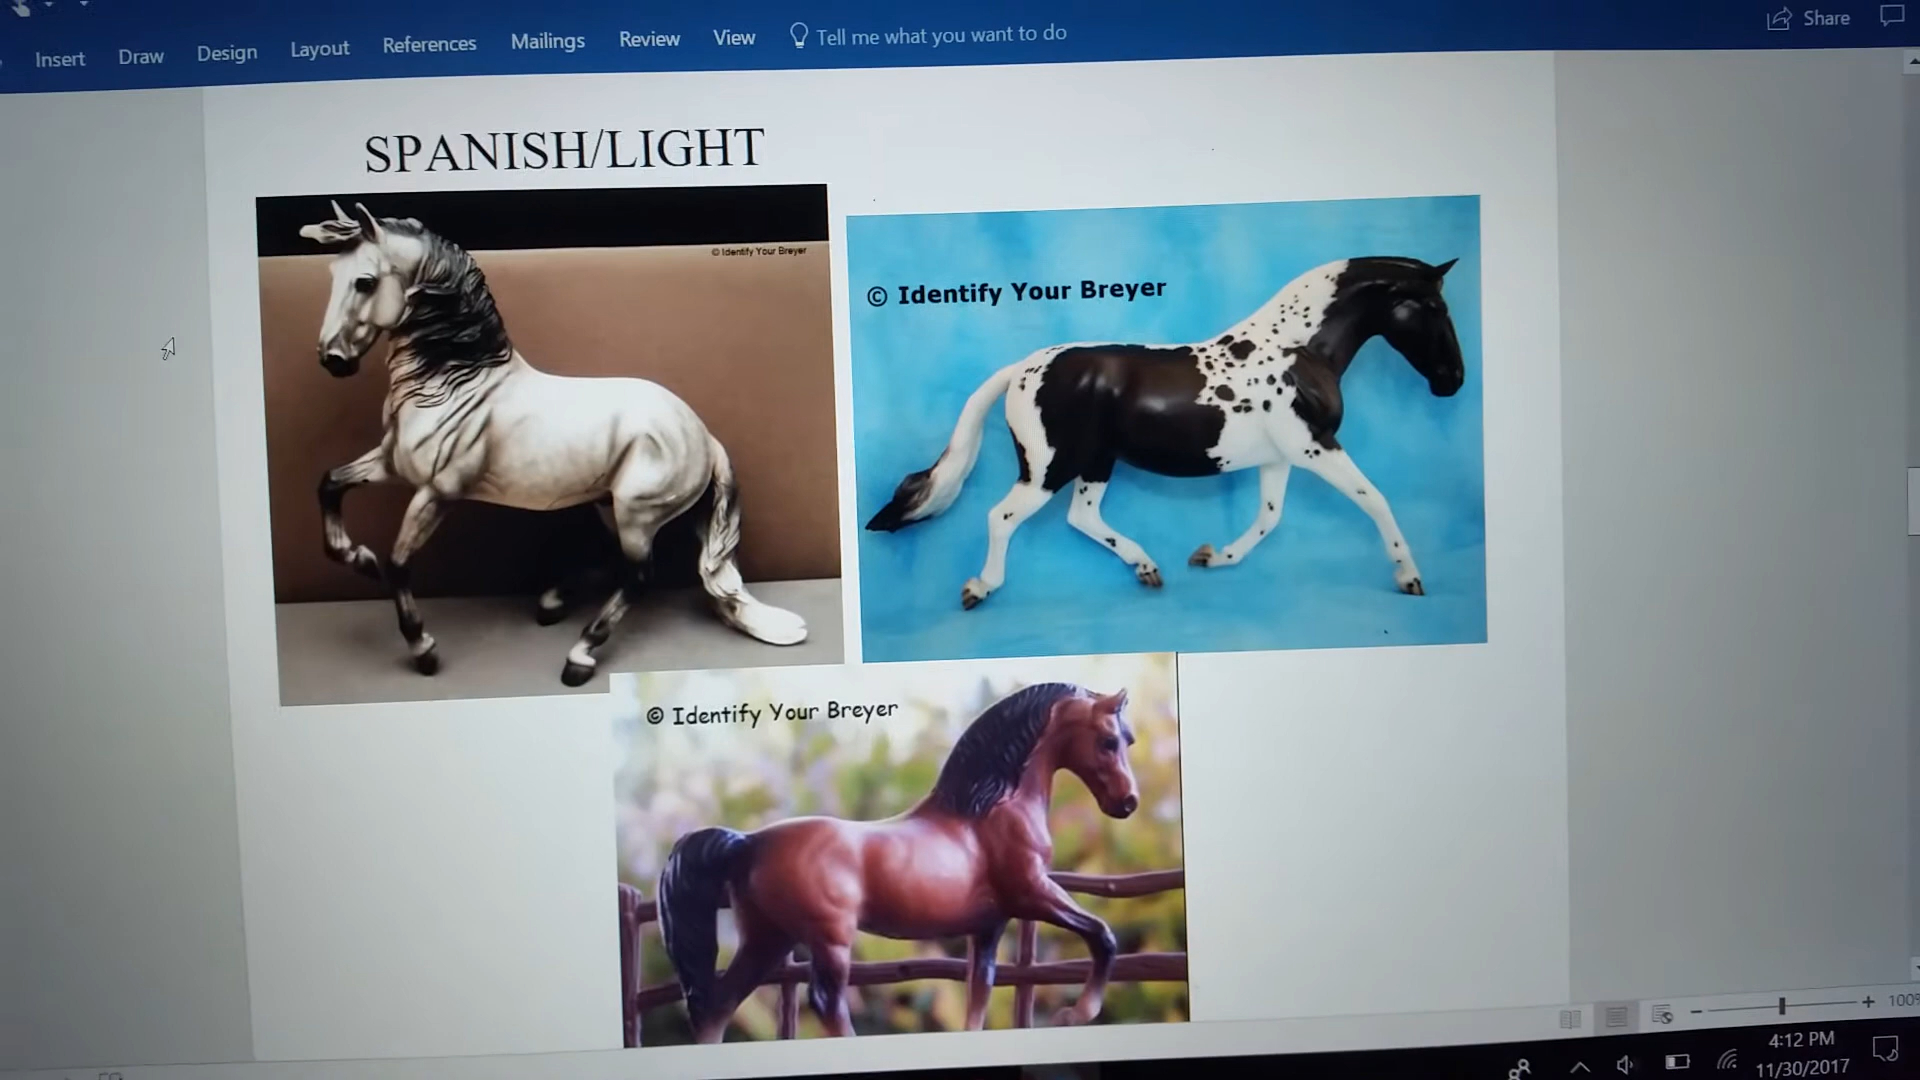 Insert Draw Design Layout References Mailings Review View Tell me what you want to do Share
SPANISH/LIGHT
© Identify Your Breyer
© Identify Your Breyer
© Identify Your Breyer
100%
4:12 PM
11/30/2017